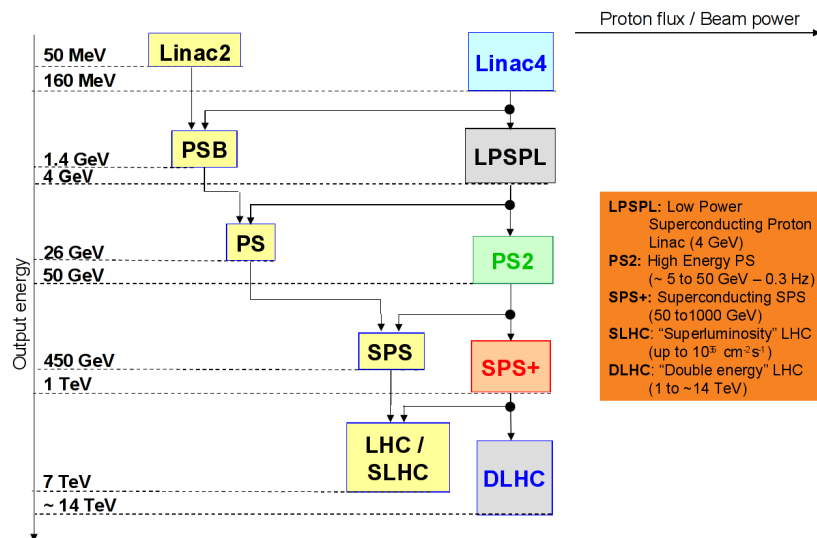 Proton flux / Beam power
Linac2
Linac4
50 MeV
160 MeV
PSB
LPSPL
1.4 GeV
4 GeV
PS
PS2
26 GeV
50 GeV
SPS
SPS+
450 GeV
1 TeV
LHC /
SLHC
DLHC
7 TeV
~ 14 TeV
Output energy
LPSPL: Low Power
Superconducting Proton
Linac (4 GeV)
PS2: High Energy PS
(~ 5 to 50 GeV – 0.3 Hz)
SPS+: Superconducting SPS
(50 to1000 GeV)
SLHC: “Superluminosity” LHC
(up to 10³⁵ cm⁻²s⁻¹)
DLHC: “Double energy” LHC
(1 to ~14 TeV)